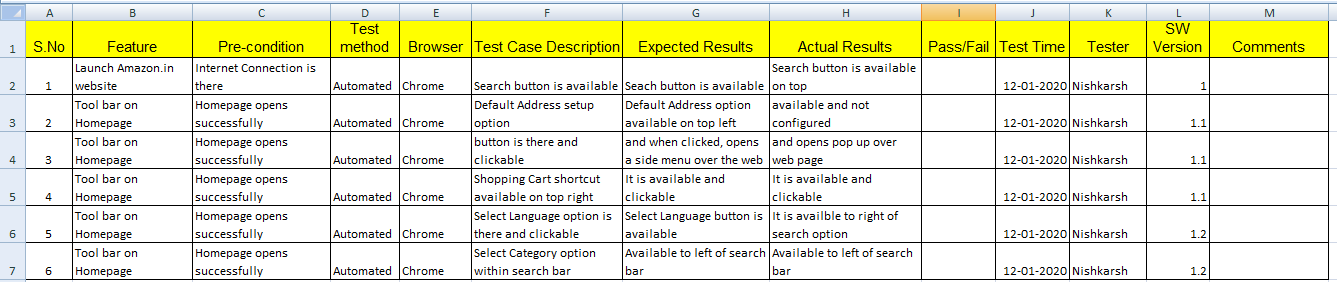 A B C D E F G H I J K L M
1 S.No Feature Pre-condition Test method Browser Test Case Description Expected Results Actual Results Pass/Fail Test Time Tester SW Version Comments
2 1 Launch Amazon.in website Internet Connection is there Automated Chrome Search button is available Seach button is available Search button is available on top 12-01-2020 Nishkarsh 1
3 2 Tool bar on Homepage Homepage opens successfully Automated Chrome Default Address setup option Default Address option available on top left available and not configured 12-01-2020 Nishkarsh 1.1
4 3 Tool bar on Homepage Homepage opens successfully Automated Chrome button is there and clickable and when clicked, opens a side menu over the web and opens pop up over web page 12-01-2020 Nishkarsh 1.1
5 4 Tool bar on Homepage Homepage opens successfully Automated Chrome Shopping Cart shortcut available on top right It is available and clickable It is available and clickable 12-01-2020 Nishkarsh 1.1
6 5 Tool bar on Homepage Homepage opens successfully Automated Chrome Select Language option is there and clickable Select Language button is available It is availble to right of search option 12-01-2020 Nishkarsh 1.2
7 6 Tool bar on Homepage Homepage opens successfully Automated Chrome Select Category option within search bar Available to left of search bar Available to left of search bar 12-01-2020 Nishkarsh 1.2